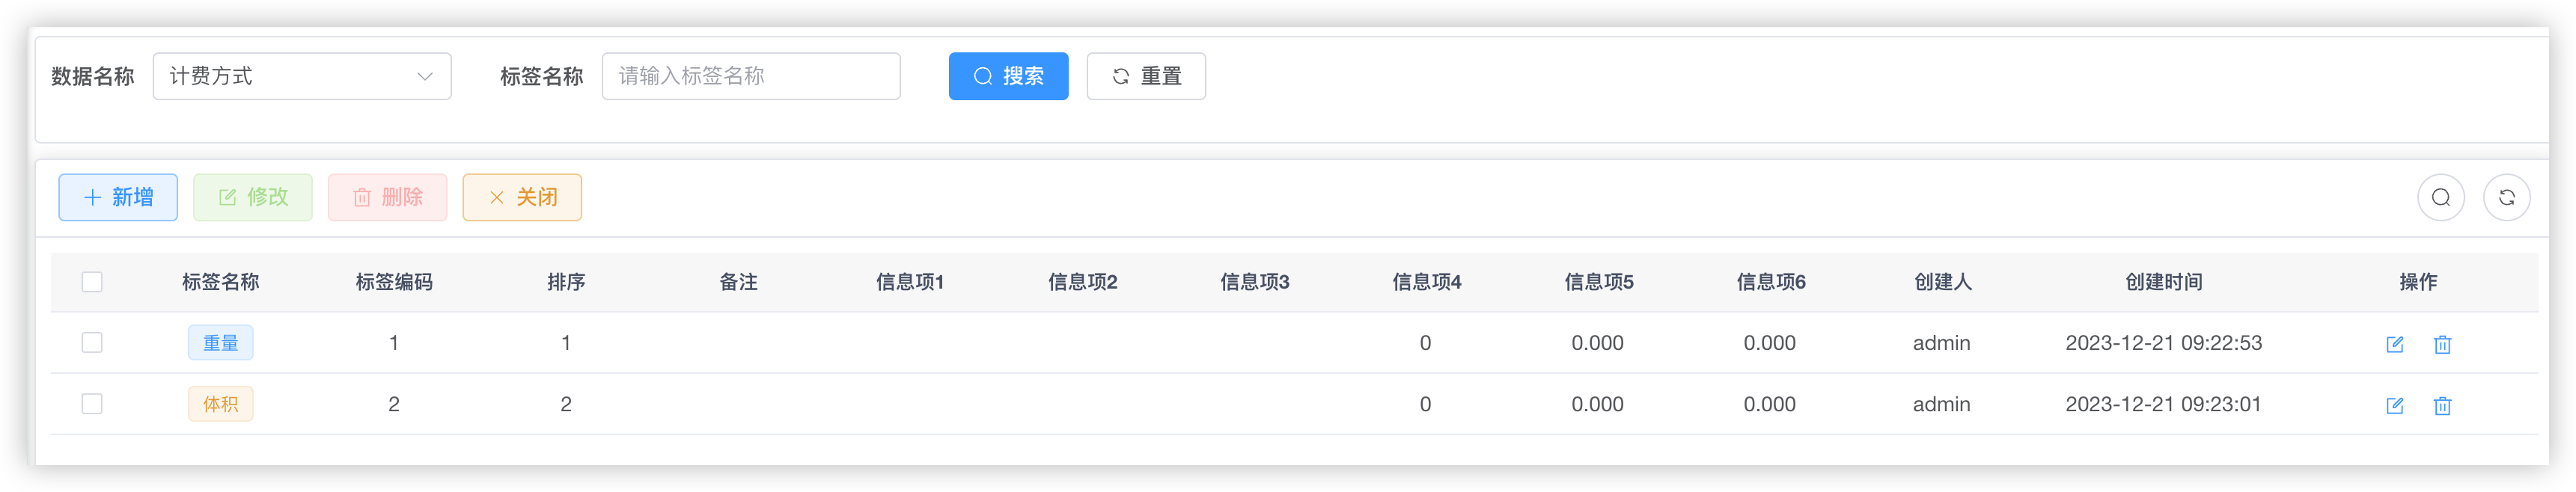 数据名称 计费方式 标签名称 请输入标签名称 搜索 重置
新增 修改 删除 关闭
标签名称 标签编码 排序 备注 信息项1 信息项2 信息项3 信息项4 信息项5 信息项6 创建人 创建时间 操作
重量 1 1 0 0.000 0.000 admin 2023-12-21 09:22:53
体积 2 2 0 0.000 0.000 admin 2023-12-21 09:23:01